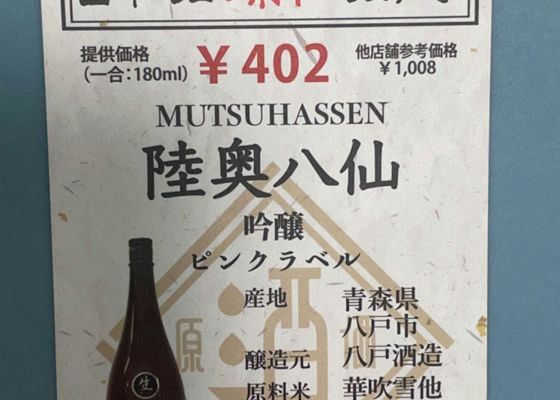 提供価格
(一合：180ml)
￥402
他店舗参考価格
￥1,008
MUTSUHASSEN
陸奥八仙
吟醸
ピンクラベル
産地
青森県
八戸市
醸造元
八戸酒造
原料米
華吹雪他
原
酒
生